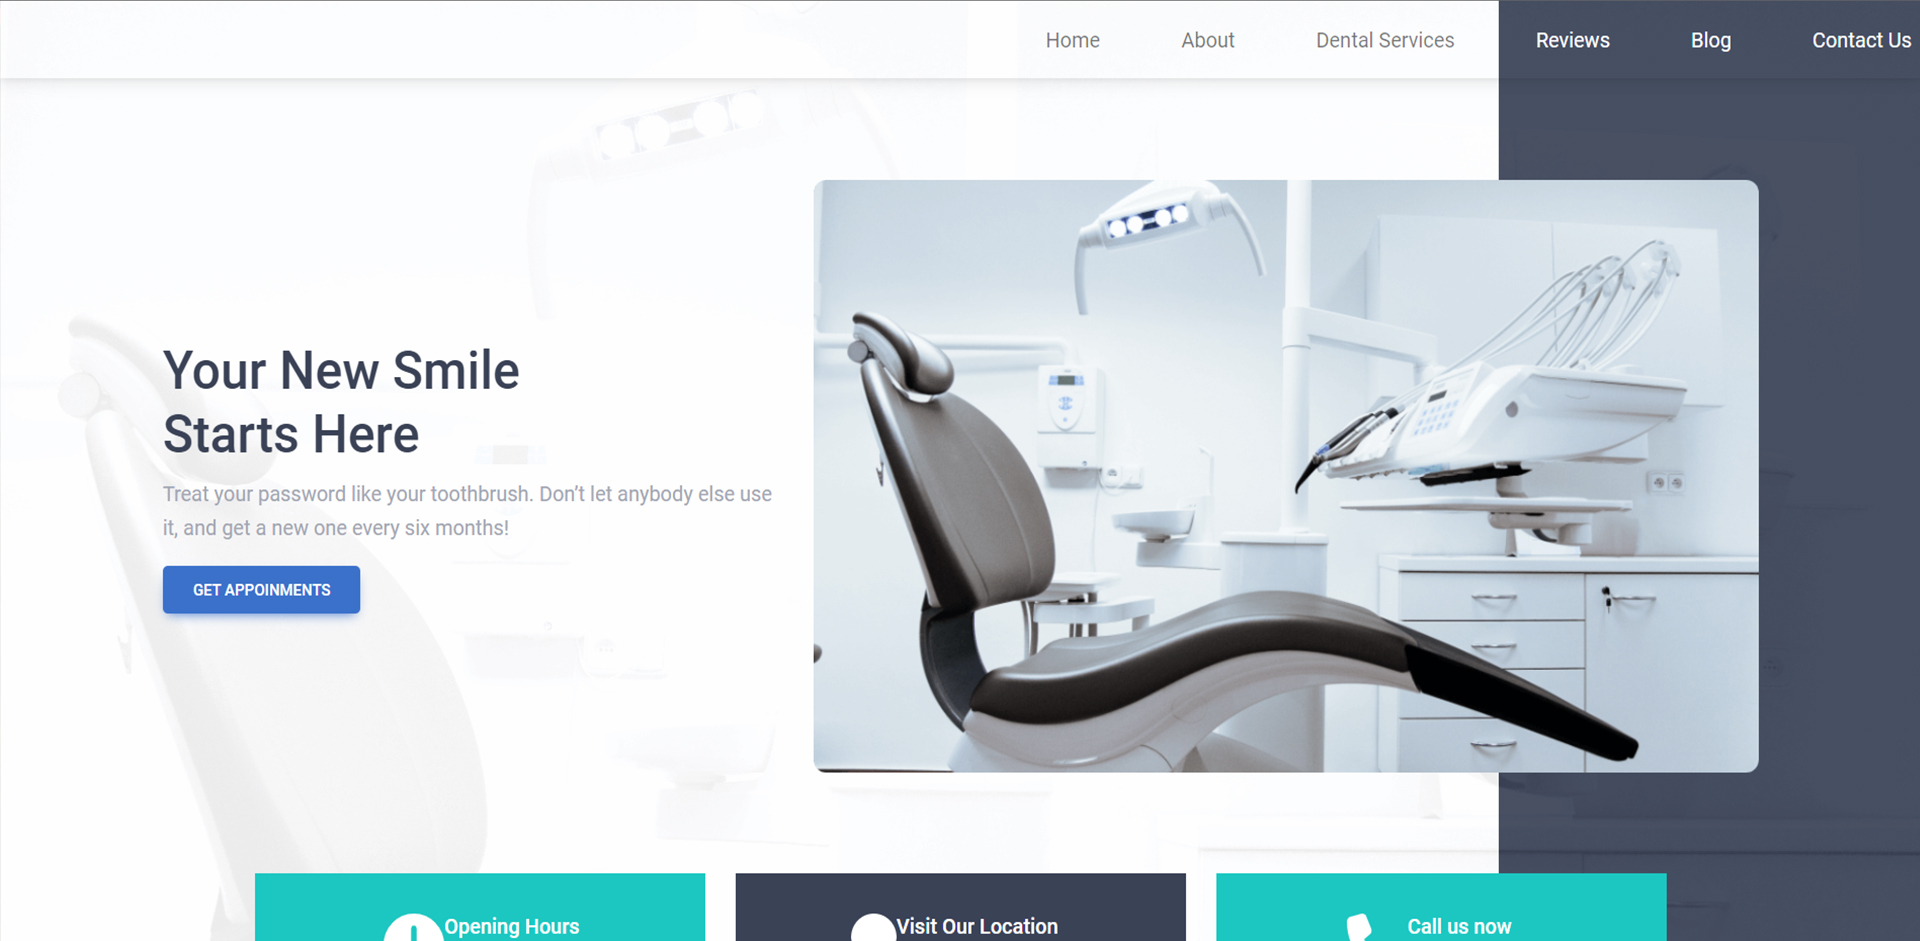 Home About Dental Services Reviews Blog Contact Us
Your New Smile
Starts Here
Treat your password like your toothbrush. Don’t let anybody else use
it, and get a new one every six months!
GET APPOINMENTS
Opening Hours Visit Our Location Call us now